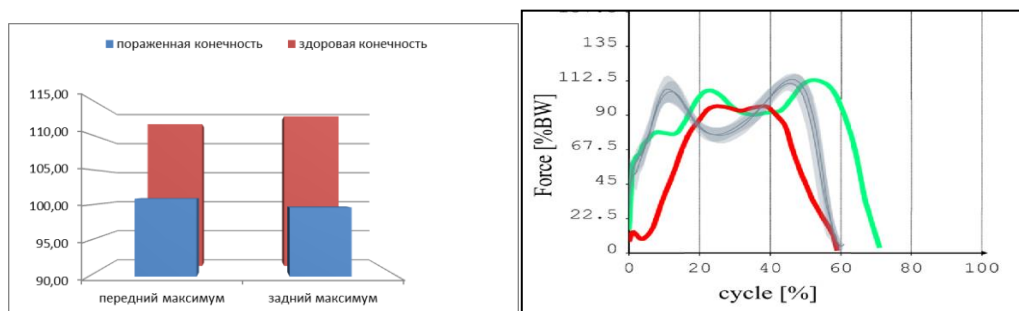 пораженная конечность здоровая конечность
115,00
110,00
105,00
100,00
95,00
90,00
передний максимум задний максимум
Force [%BW]
135
112.5
90
67.5
45
22.5
0
0 20 40 60 80 100
cycle [%]